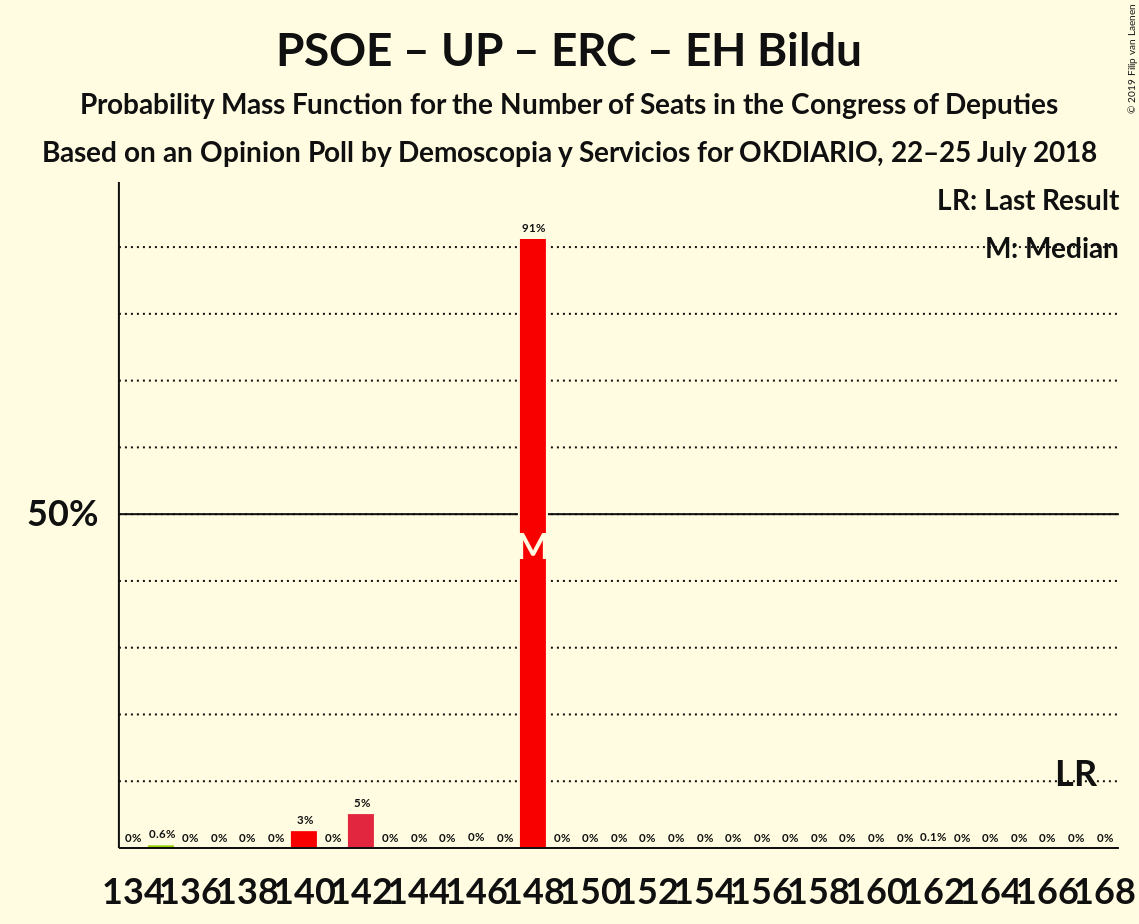 PSOE – UP – ERC – EH Bildu
Probability Mass Function for the Number of Seats in the Congress of Deputies
Based on an Opinion Poll by Demoscopia y Servicios for OKDIARIO, 22–25 July 2018
© 2019 Filip van Laenen
LR: Last Result
M: Median
91%
50%
M
LR
0% 0.6% 0% 0% 0% 0% 3% 0% 5% 0% 0% 0% 0% 0% 0% 0% 0% 0% 0% 0% 0% 0% 0% 0% 0% 0% 0% 0.1% 0% 0% 0% 0% 0% 0%
134 136 138 140 142 144 146 148 150 152 154 156 158 160 162 164 166 168